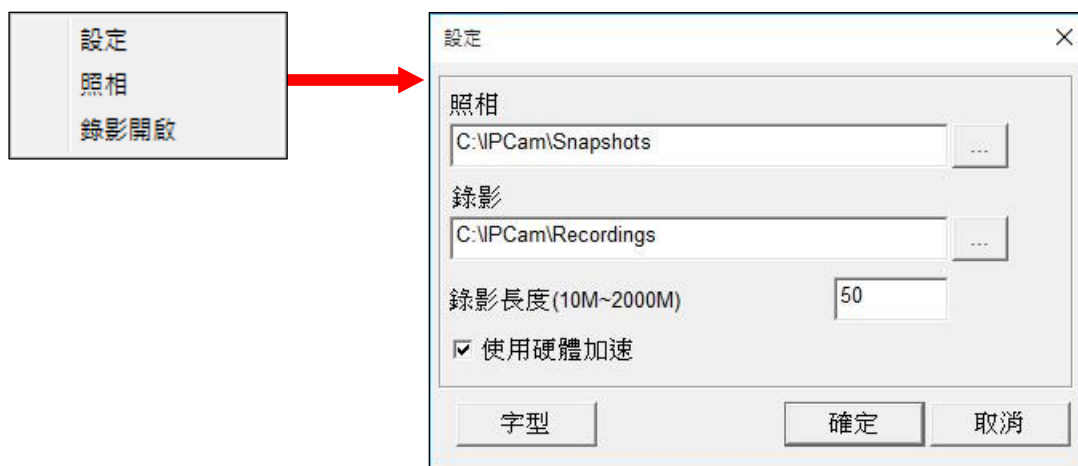 設定
照相
錄影開啟
設定
照相
C:\IPCam\Snapshots
...
錄影
C:\IPCam\Recordings
...
錄影長度(10M~2000M)
50
使用硬體加速
字型
確定
取消